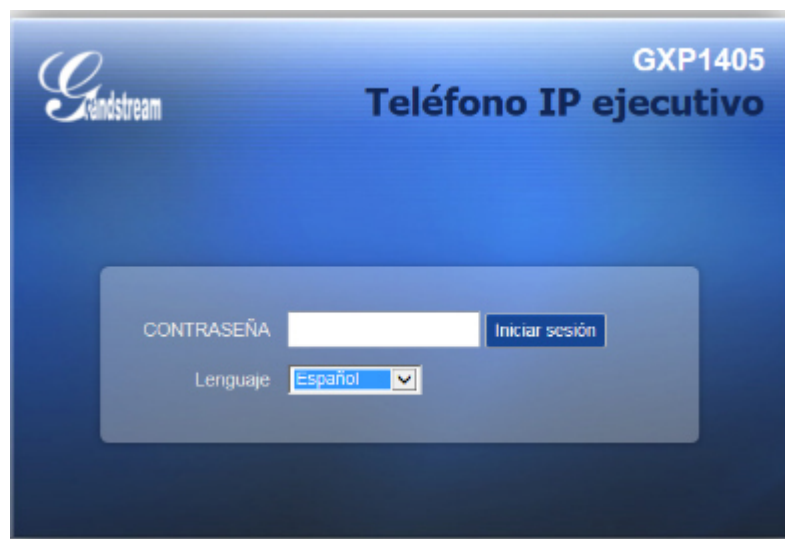 Grandstream
GXP1405
Teléfono IP ejecutivo
CONTRASEÑA
Iniciar sesión
Lenguaje
Español